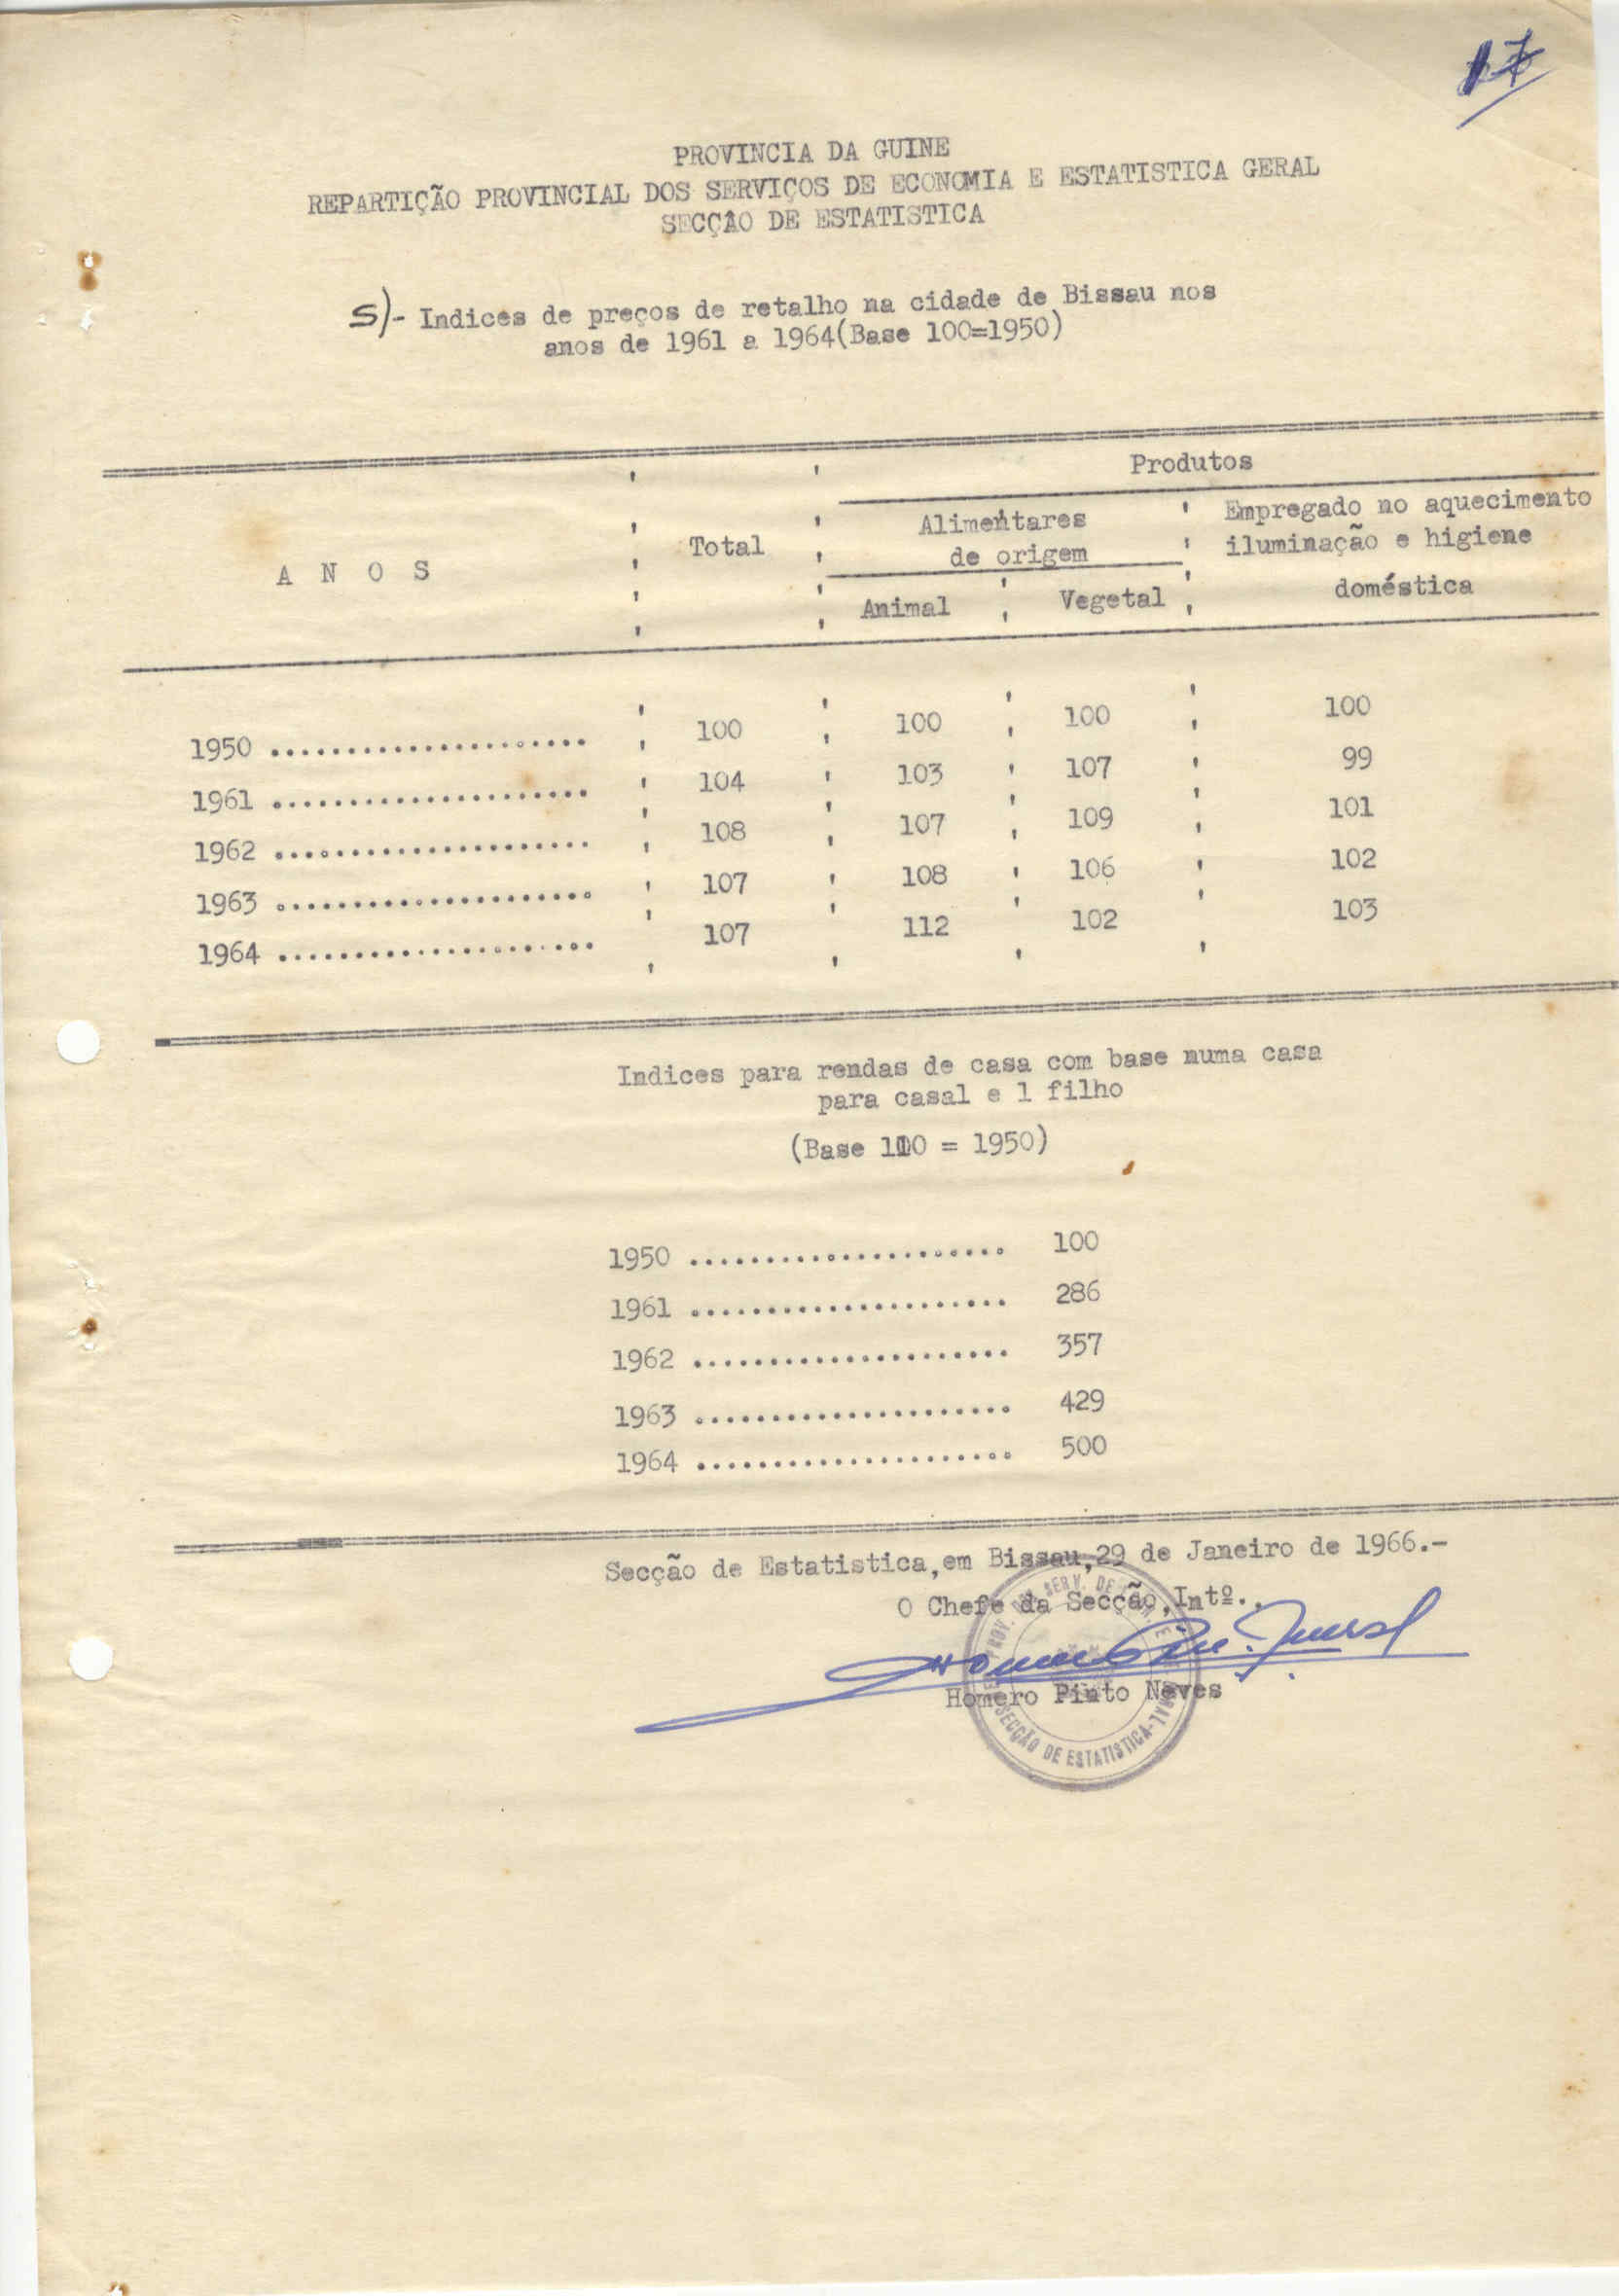 17
PROVINCIA DA GUINE
REPARTIÇÃO PROVINCIAL DOS SERVIÇOS DE ECONOMIA E ESTATISTICA GERAL
SECÇÃO DE ESTATISTICA
S)- Indices de preços de retalho na cidade de Bissau nos
anos de 1961 a 1964(Base 100=1950)
A N O S
Total
Produtos
Alimentares
de origem
Animal
Vegetal
Empregado no aquecimento
iluminação e higiene
doméstica
1950 ..................... 100 100 100 100
1961 ..................... 104 103 107 99
1962 ..................... 108 107 109 101
1963 ..................... 107 108 106 102
1964 ..................... 107 112 102 103
Indices para rendas de casa com base numa casa
para casal e 1 filho
(Base 100 = 1950)
1950 ..................... 100
1961 ..................... 286
1962 ..................... 357
1963 ..................... 429
1964 ..................... 500
Secção de Estatistica,em Bissau,29 de Janeiro de 1966.-
O Chefe da Secção,Intº.,
Homero Pinto Neves
SECÇÃO DE ESTATISTICA